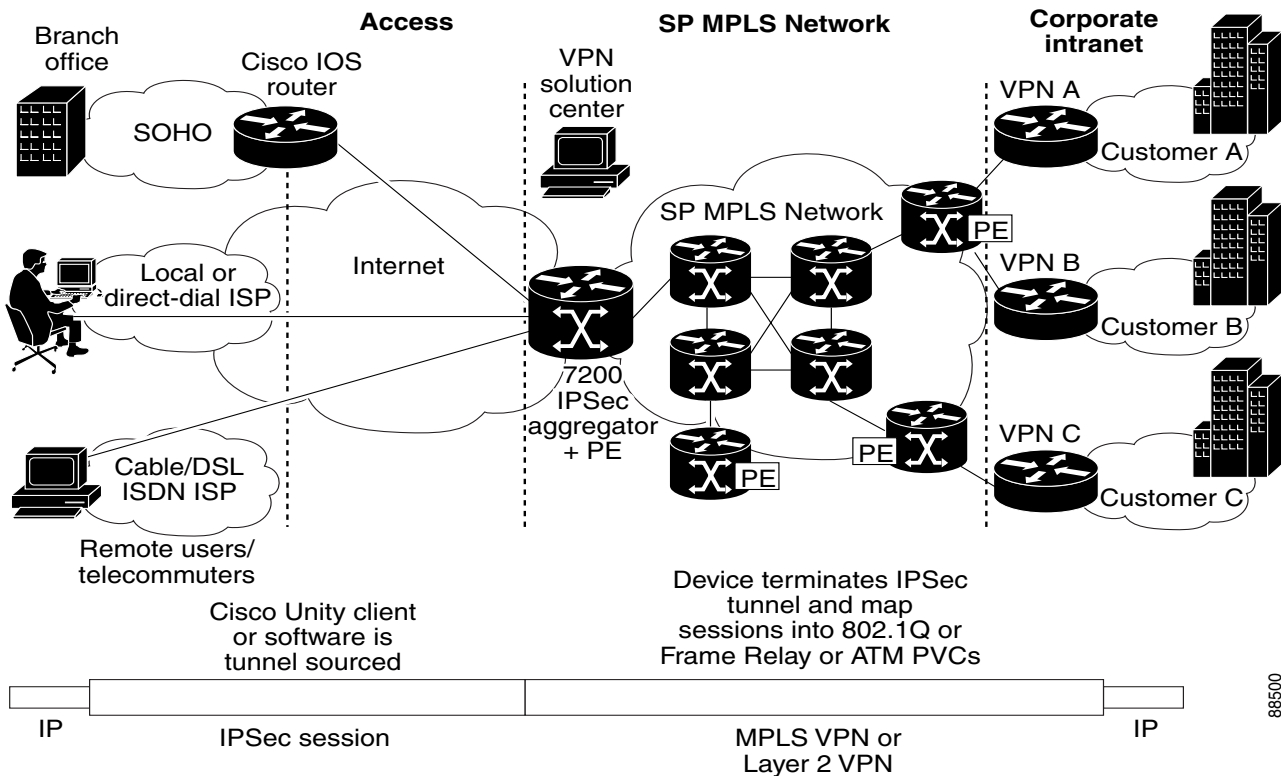 Access
SP MPLS Network
Corporate
intranet
Branch
office
Cisco IOS
router
VPN
solution
center
VPN A
SOHO
Customer A
SP MPLS Network
PE
Internet
Local or
direct-dial ISP
VPN B
Customer B
7200
IPSec
aggregator
+ PE
PE
PE
VPN C
Cable/DSL
ISDN ISP
Customer C
Remote users/
telecommuters
Cisco Unity client
or software is
tunnel sourced
Device terminates IPSec
tunnel and map
sessions into 802.1Q or
Frame Relay or ATM PVCs
IP
IPSec session
MPLS VPN or
Layer 2 VPN
IP
88500